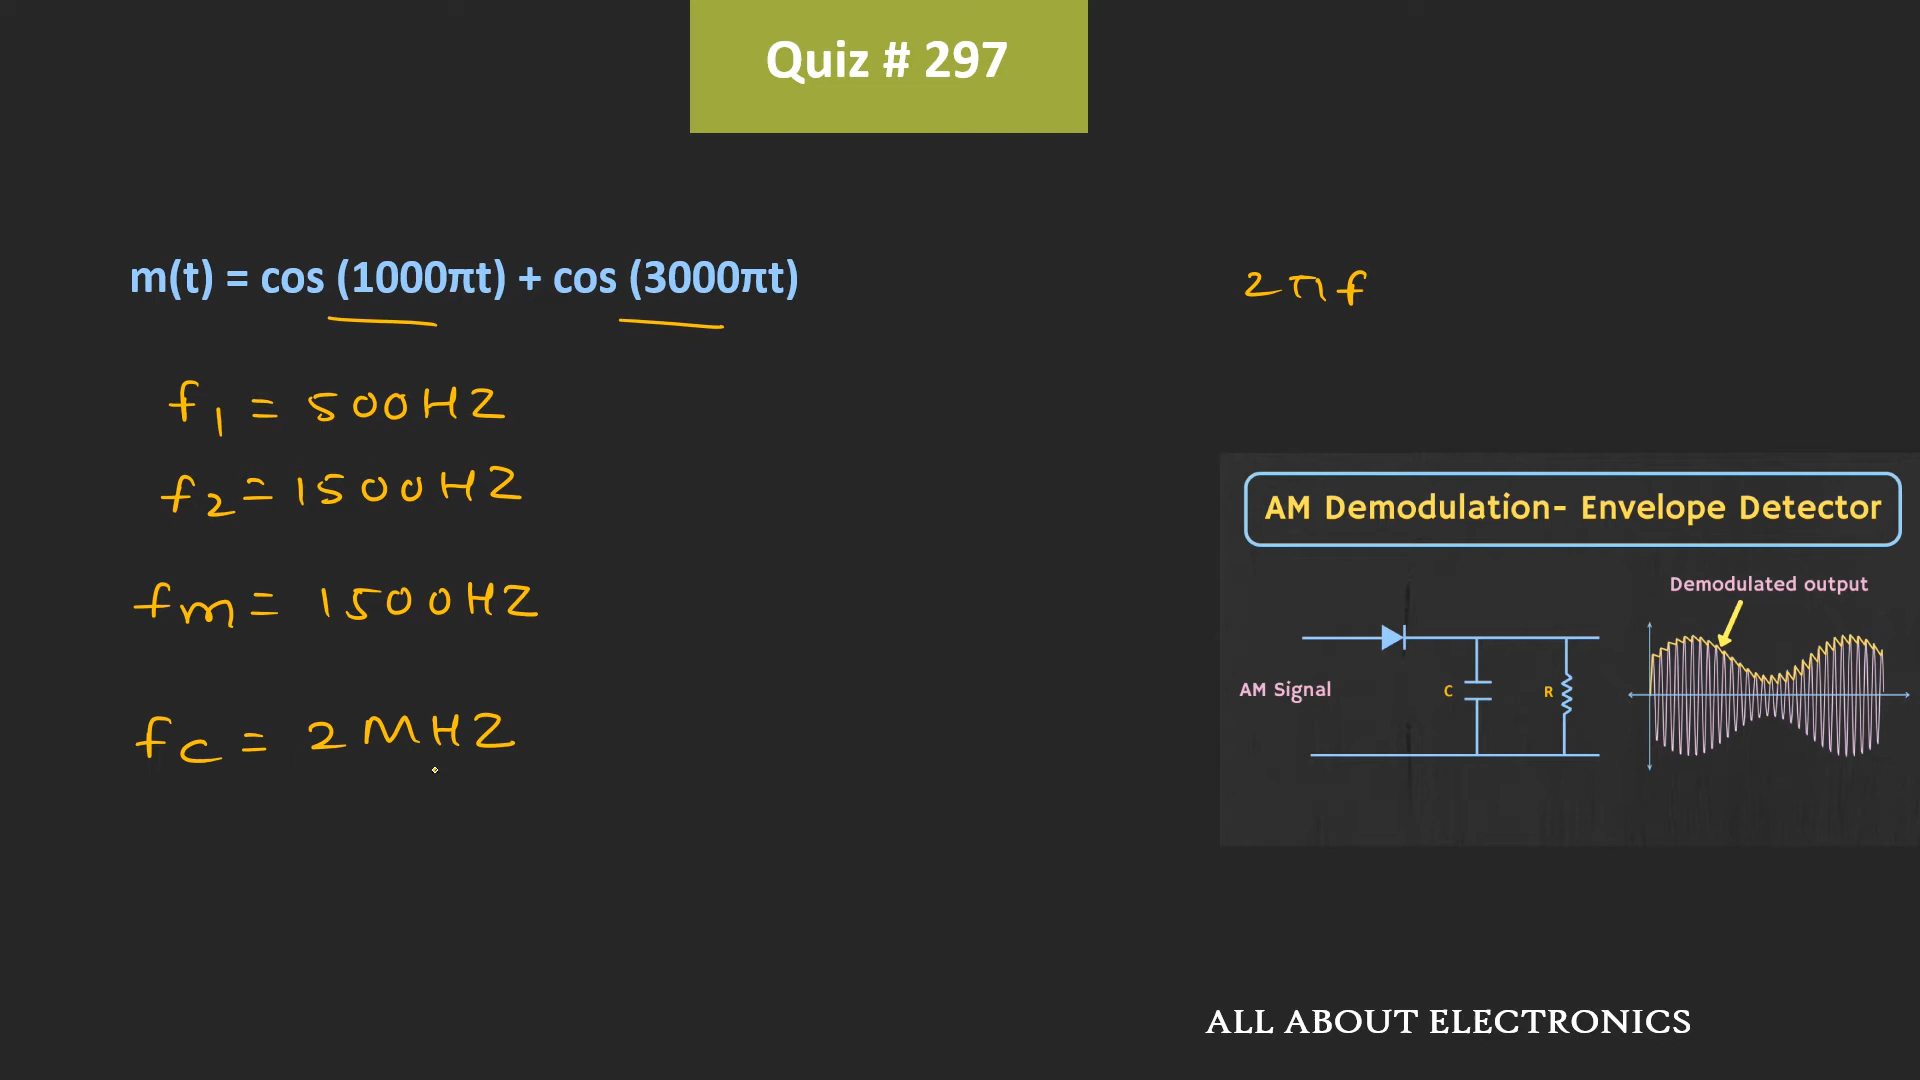 Quiz # 297
m(t) = cos (1000πt) + cos (3000πt)
2πf
f1 = 500HZ
f2 = 1500HZ
fm = 1500HZ
fc = 2MHZ
AM Demodulation- Envelope Detector
Demodulated output
AM Signal
C
R
ALL ABOUT ELECTRONICS